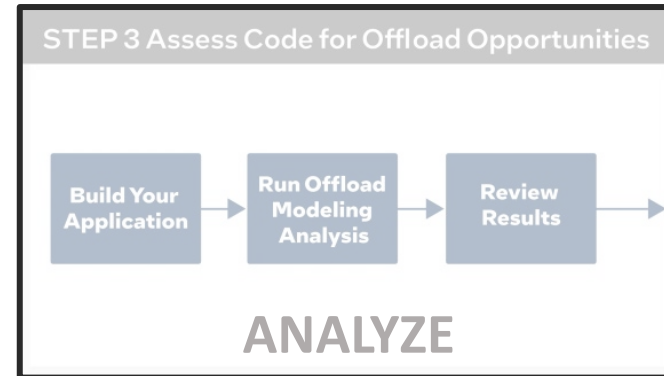 STEP 3 Assess Code for Offload Opportunities
Build Your
Application
Run Offload
Modeling
Analysis
Review
Results
ANALYZE